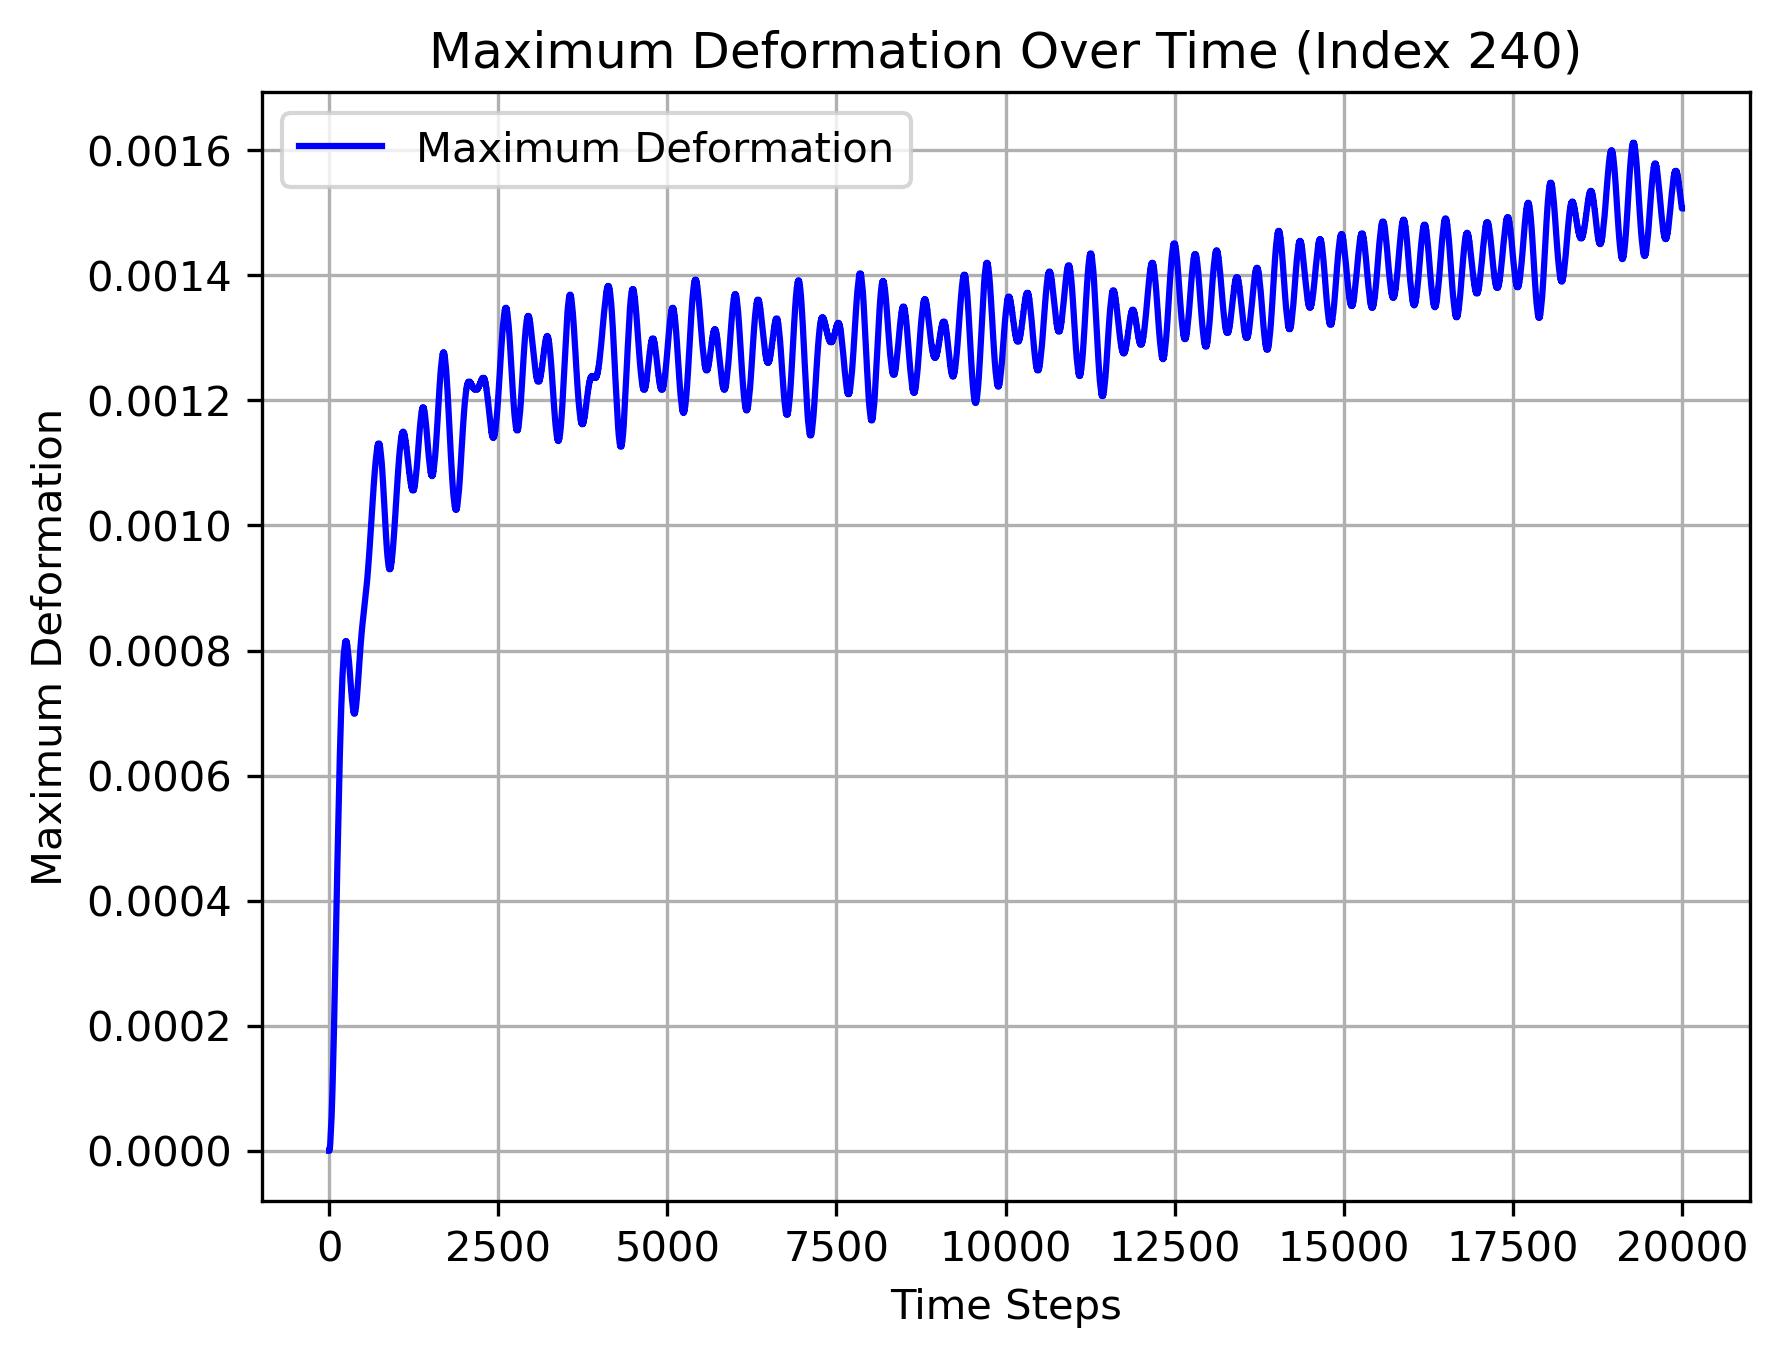 Maximum Deformation Over Time (Index 240)
Maximum Deformation
0.0016
0.0014
0.0012
0.0010
0.0008
0.0006
0.0004
0.0002
0.0000
Maximum Deformation
0 2500 5000 7500 10000 12500 15000 17500 20000
Time Steps